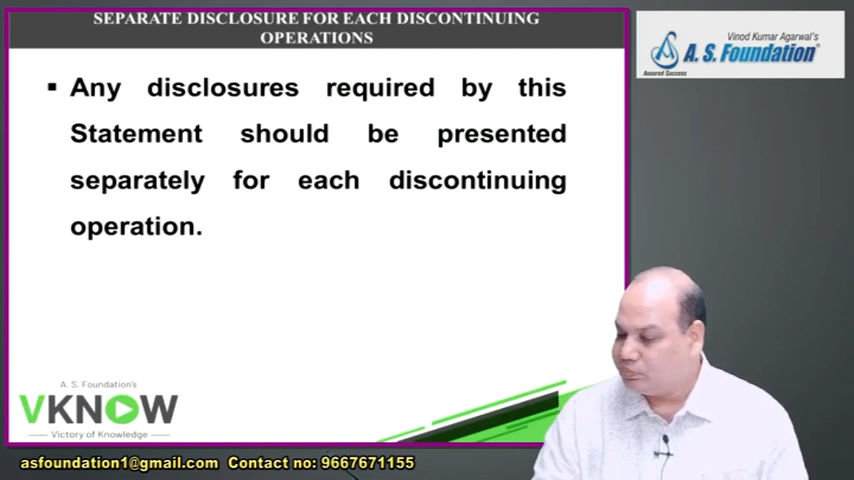 SEPARATE DISCLOSURE FOR EACH DISCONTINUING
OPERATIONS
Vinod Kumar Agarwal's
A. S. Foundation®
Assured Success
▪ Any disclosures required by this
Statement should be presented
separately for each discontinuing
operation.
A. S. Foundation's
VKNOW
Victory of Knowledge
asfoundation1@gmail.com Contact no: 9667671155